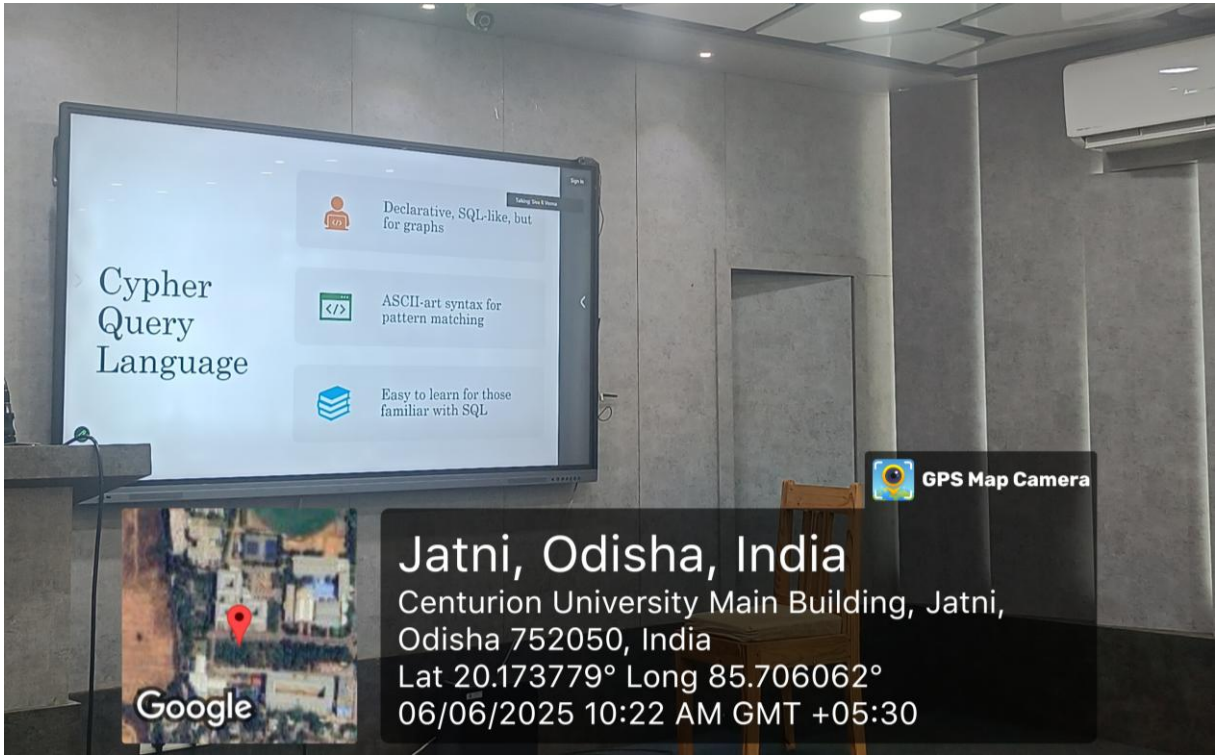 Sign In
Cypher
Query
Language
Declarative, SQL-like, but
for graphs
ASCII-art syntax for
pattern matching
Easy to learn for those
familiar with SQL
GPS Map Camera
Jatni, Odisha, India
Centurion University Main Building, Jatni,
Odisha 752050, India
Lat 20.173779° Long 85.706062°
06/06/2025 10:22 AM GMT +05:30
Google